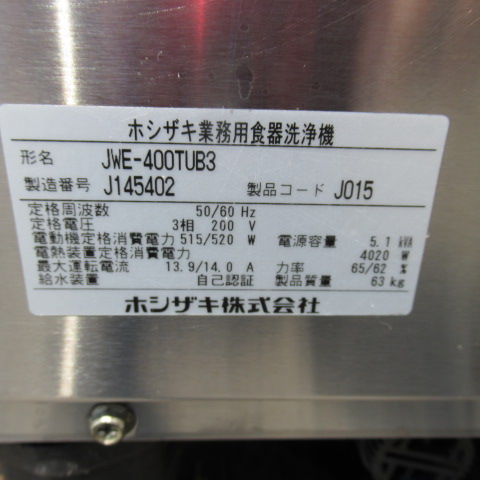 ホシザキ業務用食器洗浄機
形名 JWE-400TUB3
製造番号 J145402 製品コード J015
定格周波数 50/60 Hz
定格電圧 3相 200 V
電動機定格消費電力 515/520 W 電源容量 5.1 kVA
電熱装置定格消費電力 4020 W
最大運転電流 13.9/14.0 A 力率 65/62 %
給水装置 自己認証 製品質量 63 kg
ホシザキ株式会社